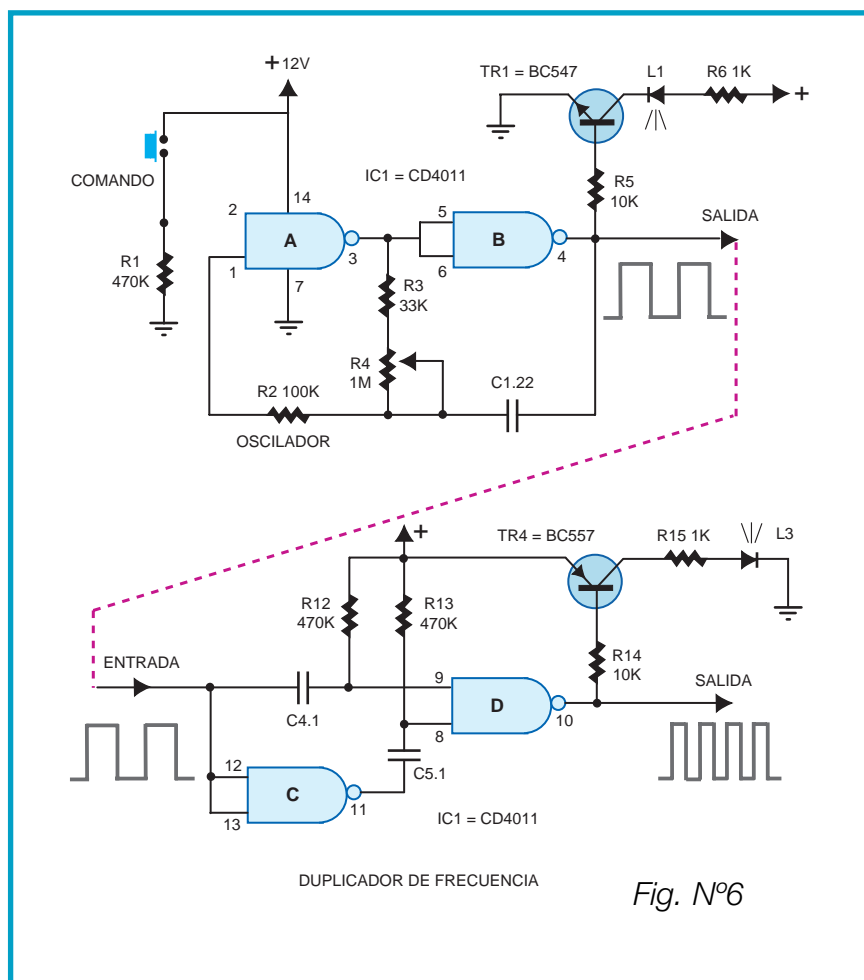 + 12V
TR1 = BC547
L1
R6 1K
+
COMANDO
IC1 = CD4011
R5
10K
SALIDA
2
14
A
3
1
7
5
B
4
6
R1
470K
R3
33K
R4
1M
R2 100K
C1.22
OSCILADOR
+
TR4 = BC557
R15 1K
L3
R12
470K
R13
470K
ENTRADA
R14
10K
SALIDA
9
D
10
8
C4.1
C5.1
12
C
11
13
IC1 = CD4011
DUPLICADOR DE FRECUENCIA
Fig. Nº6